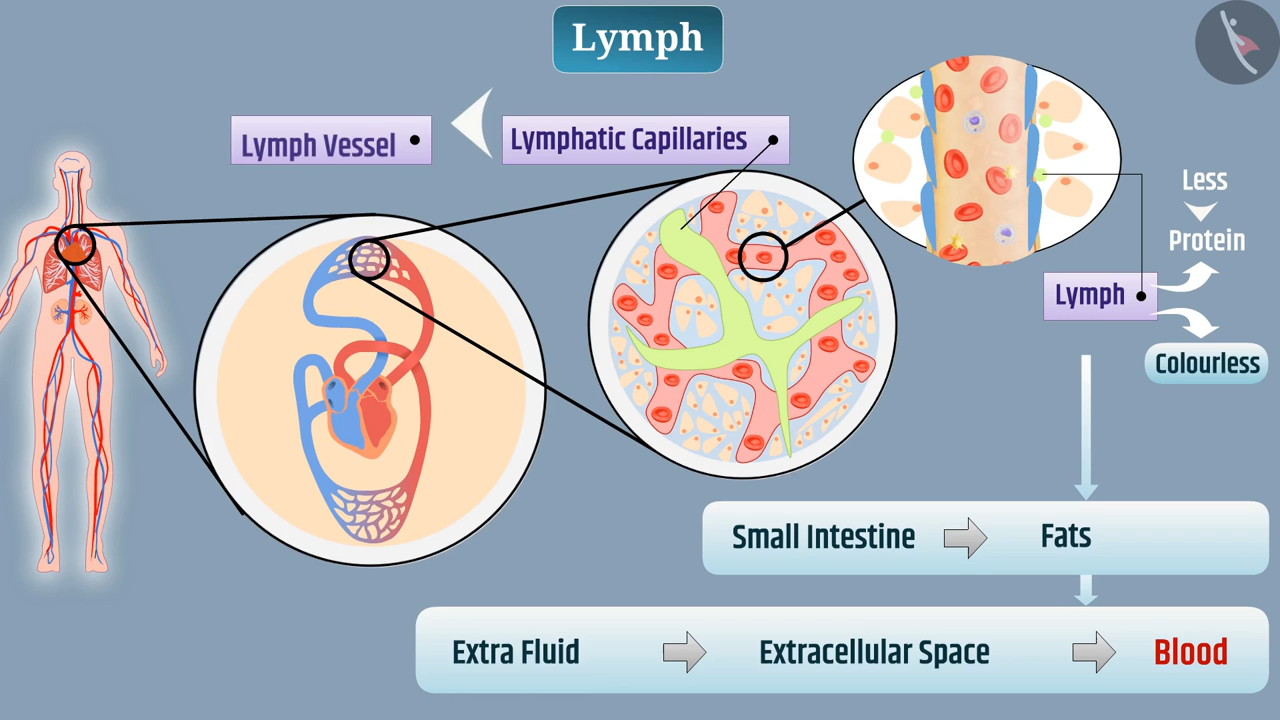 Lymph
Lymph Vessel
Lymphatic Capillaries
Less
Protein
Lymph
Colourless
Small Intestine
Fats
Extra Fluid
Extracellular Space
Blood